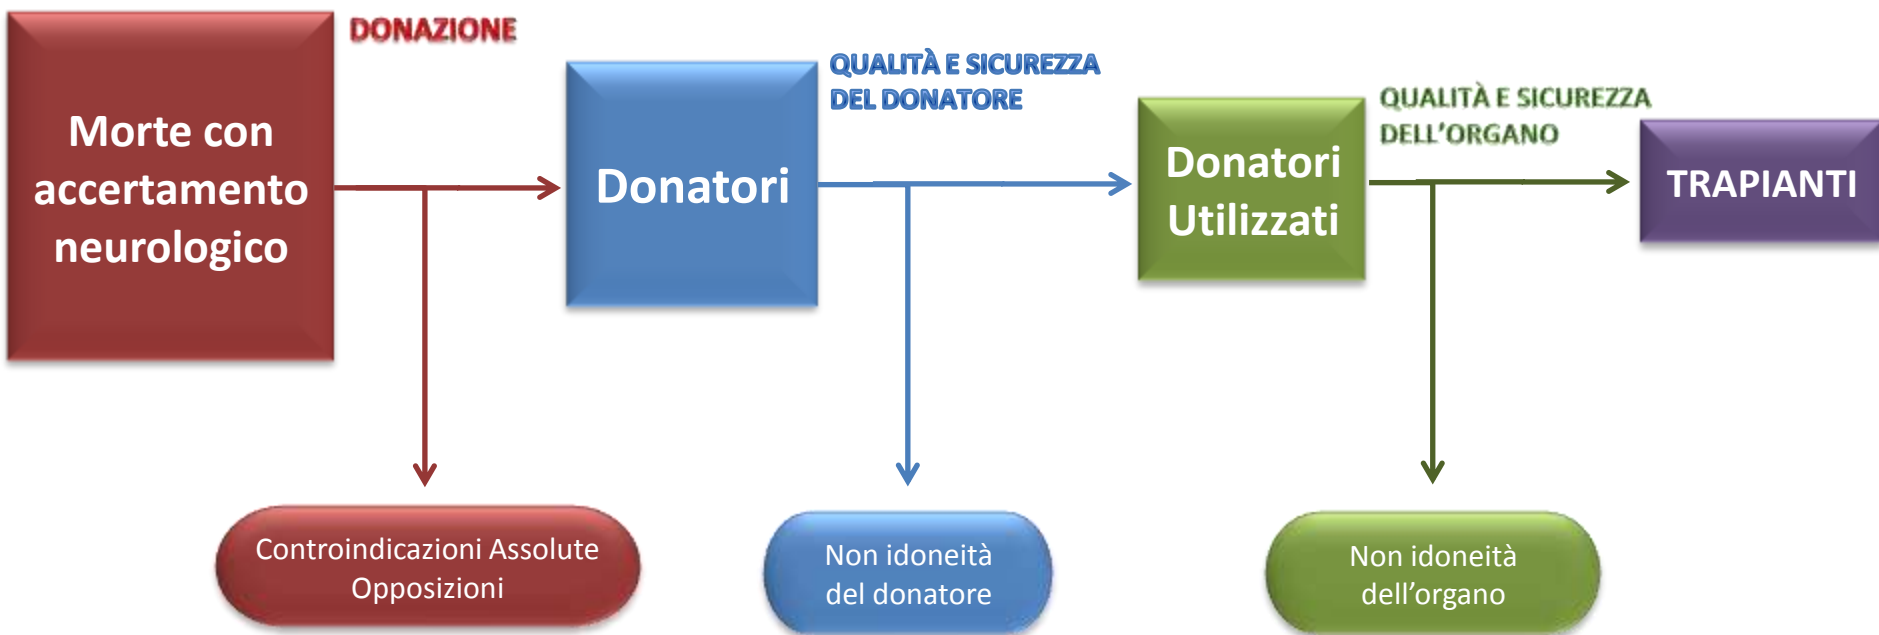 DONAZIONE
Morte con
accertamento
neurologico
QUALITÀ E SICUREZZA
DEL DONATORE
Donatori
QUALITÀ E SICUREZZA
DELL'ORGANO
Donatori
Utilizzati
TRAPIANTI
Controindicazioni Assolute
Opposizioni
Non idoneità
del donatore
Non idoneità
dell'organo